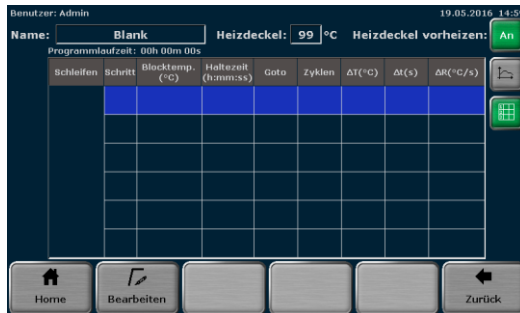 Benutzer: Admin 19.05.2016 14:59
Name: Blank Heizdeckel: 99 °C Heizdeckel vorheizen: An
Programmlaufzeit: 00h 00m 00s
Schleifen Schritt Blocktemp. (°C) Haltezeit (h:mm:ss) Goto Zyklen ΔT(°C) Δt(s) ΔR(°C/s)
Home Bearbeiten Zurück